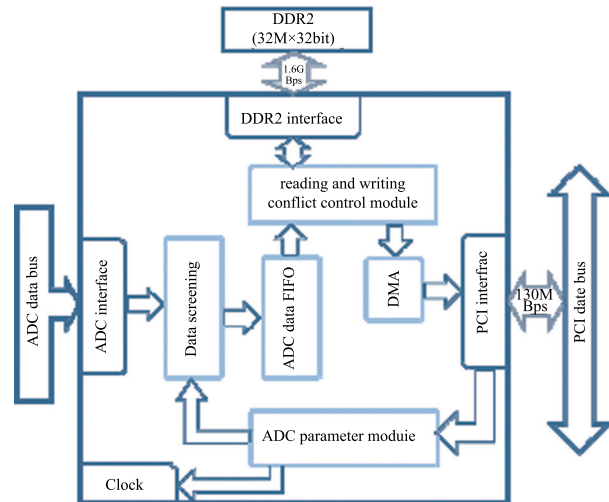 DDR2
(32M×32bit)
1.6G
Bps
DDR2 interface
reading and writing
conflict control module
ADC data bus
ADC interface
Data screening
ADC data FIFO
DMA
PCI interfrac
130M
Bps
PCI date bus
ADC parameter moduie
Clock